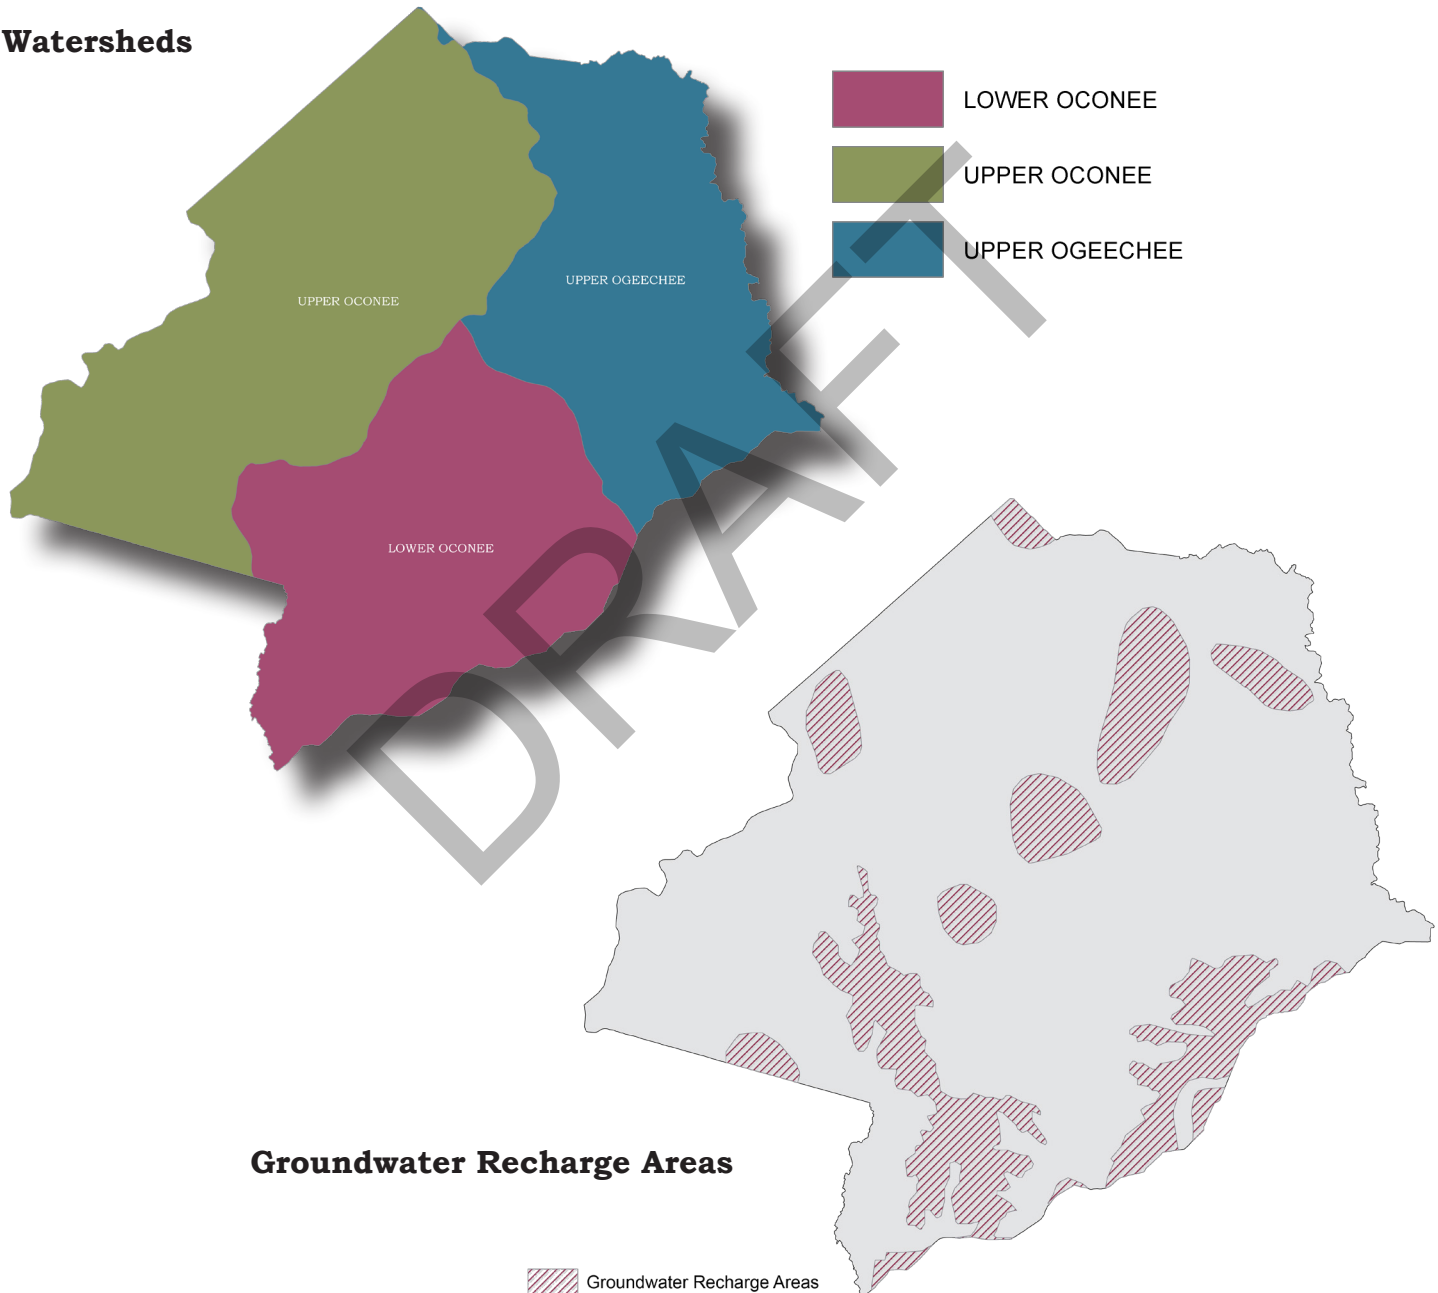 Watersheds
LOWER OCONEE
UPPER OCONEE
UPPER OGEECHEE
UPPER OGEECHEE
UPPER OCONEE
LOWER OCONEE
DRAFT
Groundwater Recharge Areas
Groundwater Recharge Areas